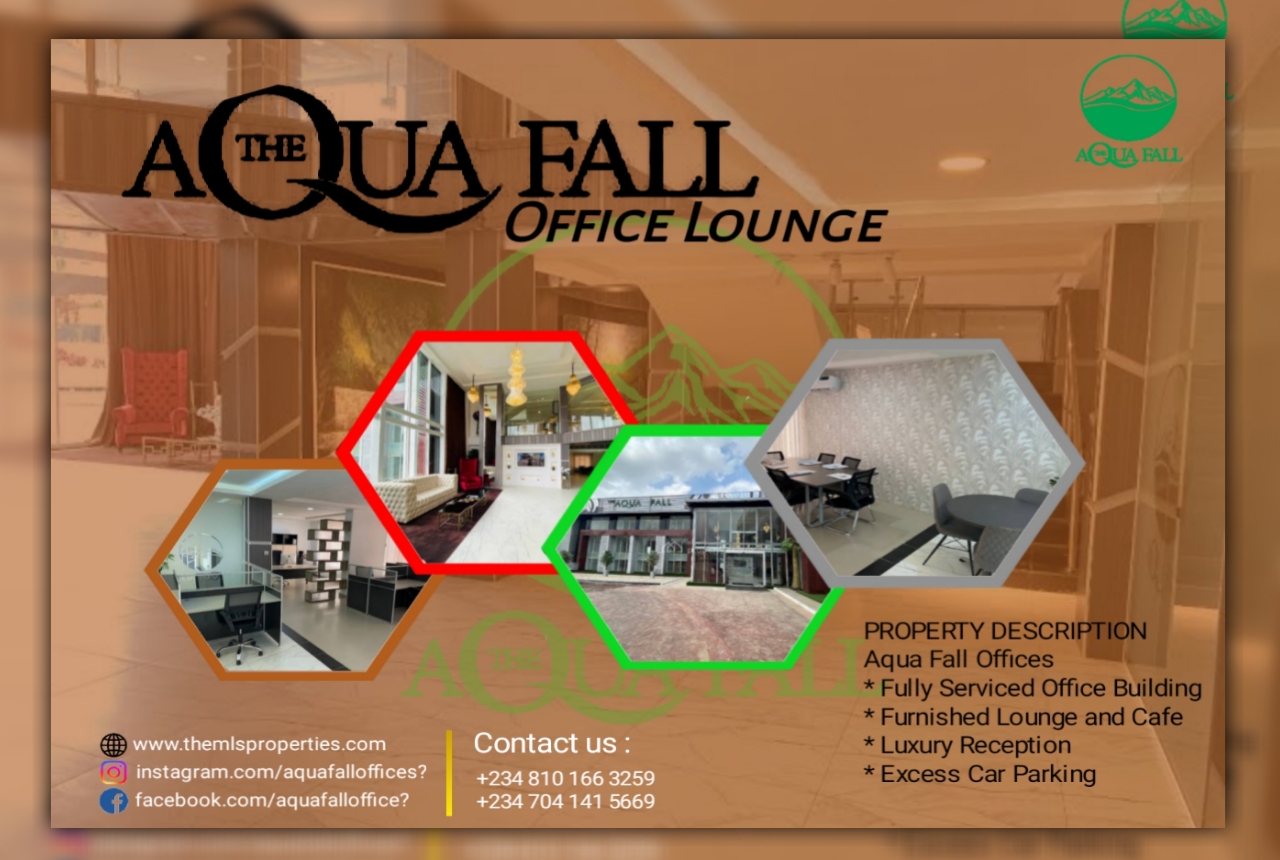 THE AQUA FALL
OFFICE LOUNGE
THE AQUA FALL
AQUA FALL
THE AQUA FALL
PROPERTY DESCRIPTION
Aqua Fall Offices
* Fully Serviced Office Building
* Furnished Lounge and Cafe
* Luxury Reception
* Excess Car Parking
www.themlsproperties.com
instagram.com/aquafalloffices?
facebook.com/aquafalloffice?
Contact us :
+234 810 166 3259
+234 704 141 5669